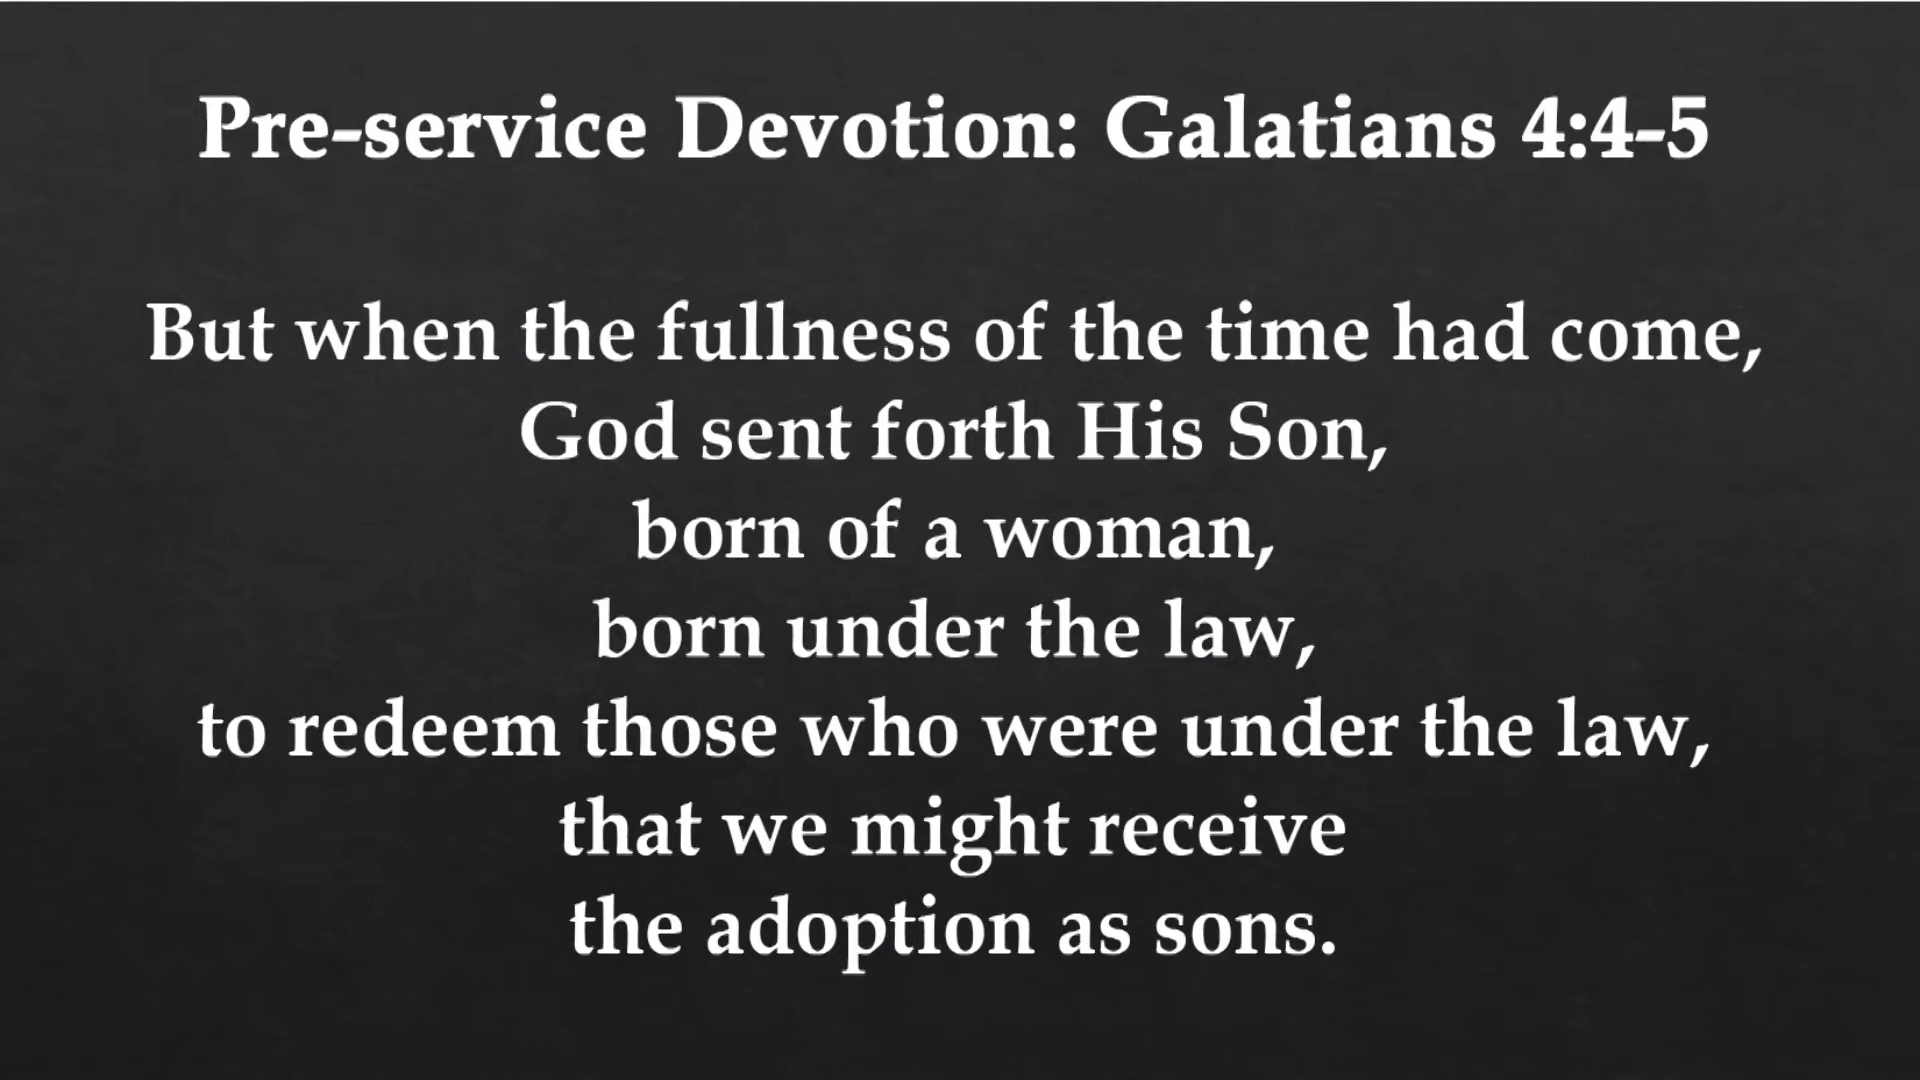 Pre-service Devotion: Galatians 4:4-5
But when the fullness of the time had come,
God sent forth His Son,
born of a woman,
born under the law,
to redeem those who were under the law,
that we might receive
the adoption as sons.